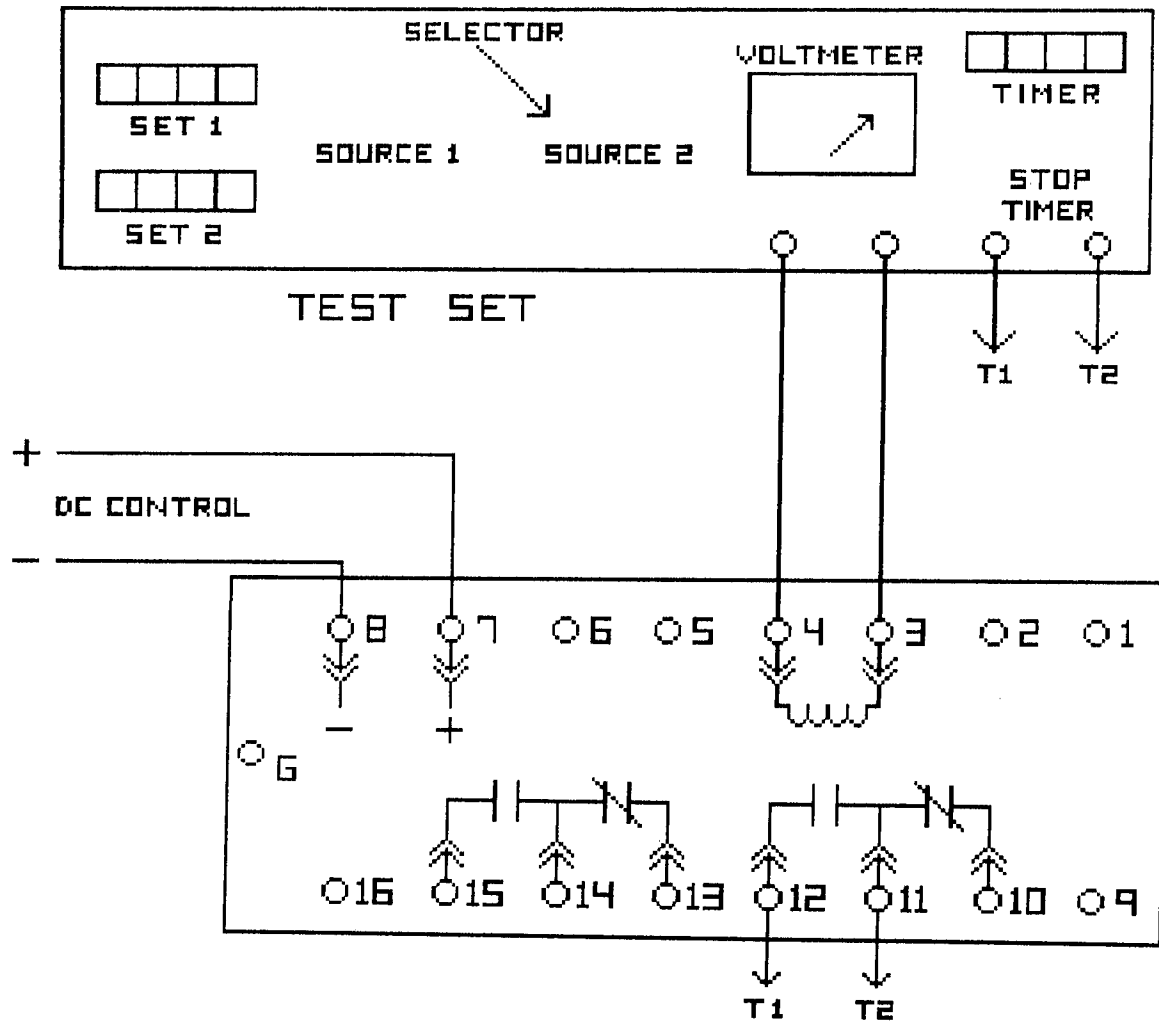 SELECTOR
VOLTMETER
TIMER
SET 1
SOURCE 1
SOURCE 2
SET 2
STOP
TIMER
TEST SET
T1
T2
+
DC CONTROL
-
8
7
6
5
4
3
2
1
-
+
G
16
15
14
13
12
11
10
9
T1
T2